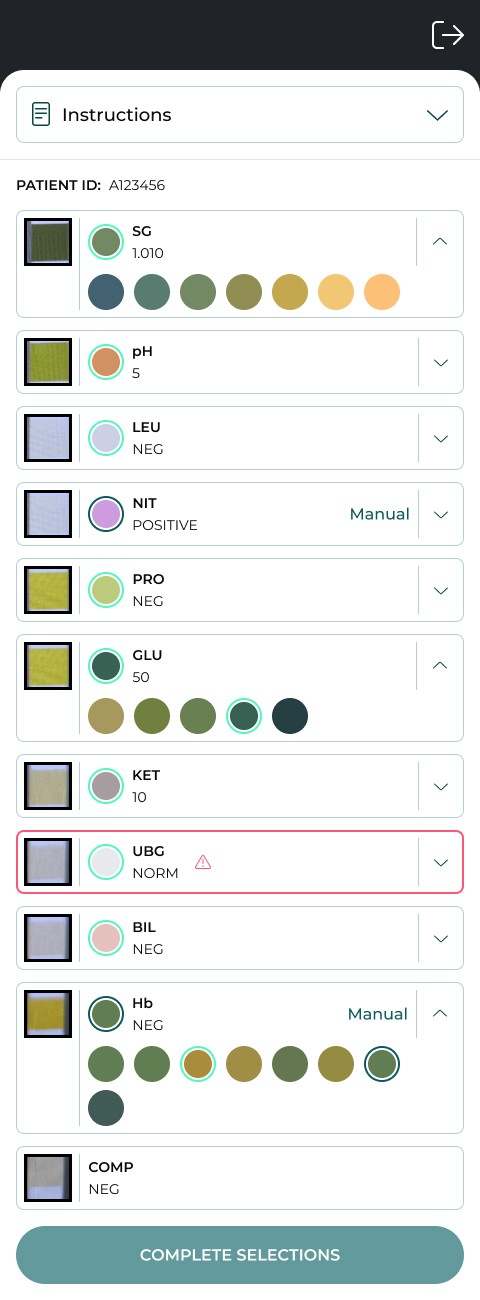 Instructions
PATIENT ID: A123456
SG
1.010
pH
5
LEU
NEG
NIT
POSITIVE
Manual
PRO
NEG
GLU
50
KET
10
UBG
NORM
BIL
NEG
Hb
NEG
Manual
COMP
NEG
COMPLETE SELECTIONS